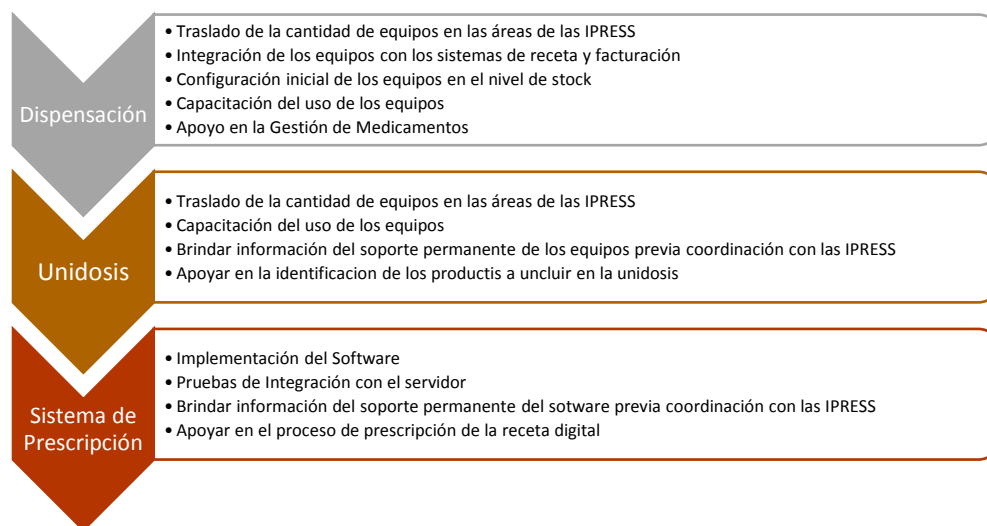 Dispensación
• Traslado de la cantidad de equipos en las áreas de las IPRESS
• Integración de los equipos con los sistemas de receta y facturación
• Configuración inicial de los equipos en el nivel de stock
• Capacitación del uso de los equipos
• Apoyo en la Gestión de Medicamentos
Unidosis
• Traslado de la cantidad de equipos en las áreas de las IPRESS
• Capacitación del uso de los equipos
• Brindar información del soporte permanente de los equipos previa coordinación con las IPRESS
• Apoyar en la identificacion de los productis a uncluir en la unidosis
Sistema de
Prescripción
• Implementación del Software
• Pruebas de Integración con el servidor
• Brindar información del soporte permanente del sotware previa coordinación con las IPRESS
• Apoyar en el proceso de prescripción de la receta digital